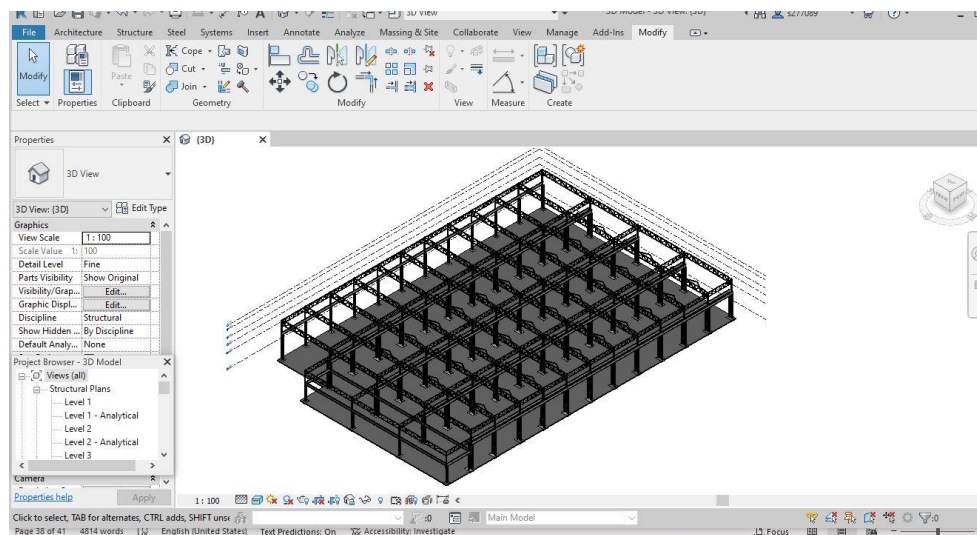 3D View
3D Model - 3D View: {3D}
s277089
File Architecture Structure Steel Systems Insert Annotate Analyze Massing & Site Collaborate View Manage Add-Ins Modify
Modify
Paste
Cope
Cut
Join
Select Properties Clipboard Geometry Modify View Measure Create
Properties
{3D}
3D View
3D View: {3D}
Edit Type
Graphics
View Scale 1 : 100
Scale Value 1: 100
Detail Level Fine
Parts Visibility Show Original
Visibility/Grap... Edit...
Graphic Displ... Edit...
Discipline Structural
Show Hidden ... By Discipline
Default Analy... None
Project Browser - 3D Model
Views (all)
Structural Plans
Level 1
Level 1 - Analytical
Level 2
Level 2 - Analytical
Level 3
Camera
Properties help Apply
1 : 100
Click to select, TAB for alternates, CTRL adds, SHIFT unse
:0
Main Model
:0
Page 38 of 41 4814 words English (United States) Text Predictions: On Accessibility: Investigate Focus